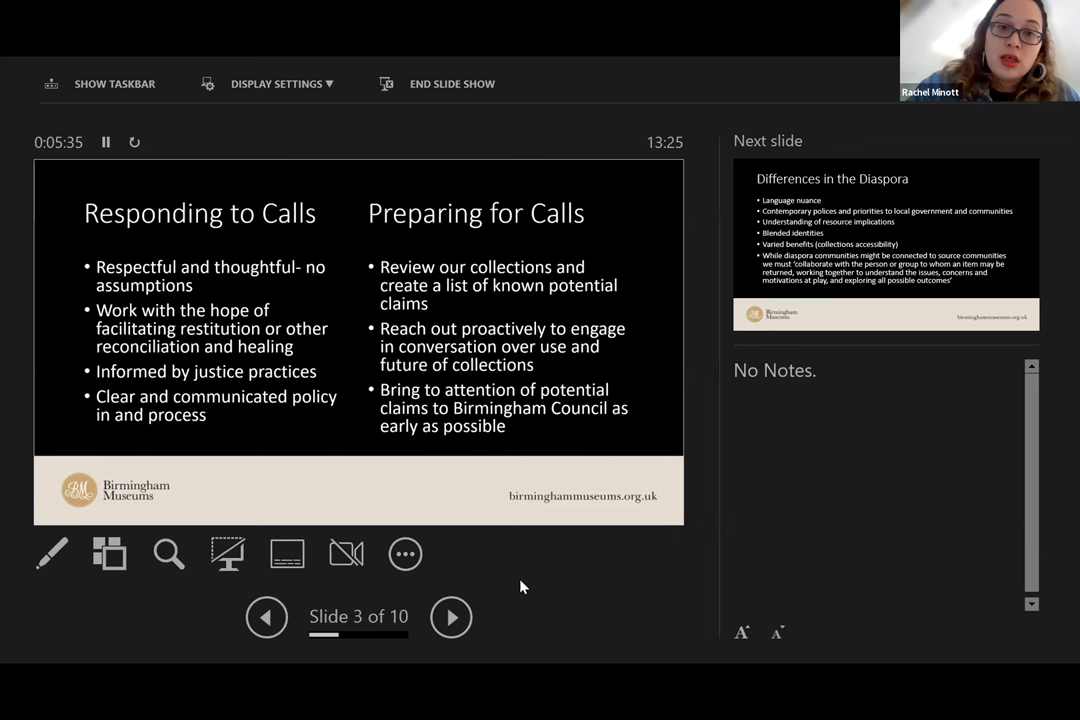 Rachel Minott
SHOW TASKBAR
DISPLAY SETTINGS ▼
END SLIDE SHOW
0:05:35
13:25
Responding to Calls
• Respectful and thoughtful- no
assumptions
• Work with the hope of
facilitating restitution or other
reconciliation and healing
• Informed by justice practices
• Clear and communicated policy
in and process
Preparing for Calls
• Review our collections and
create a list of known potential
claims
• Reach out proactively to engage
in conversation over use and
future of collections
• Bring to attention of potential
claims to Birmingham Council as
early as possible
BM
Birmingham
Museums
birminghammuseums.org.uk
Slide 3 of 10
Next slide
Differences in the Diaspora
• Language nuance
• Contemporary polices and priorities to local government and communities
• Understanding of resource implications
• Blended identities
• Varied benefits (collections accessibility)
• While diaspora communities might be connected to source communities
we must 'collaborate with the person or group to whom an item may be
returned, working together to understand the issues, concerns and
motivations at play, and exploring all possible outcomes'
Birmingham
Museums
birminghammuseums.org.uk
No Notes.
A A